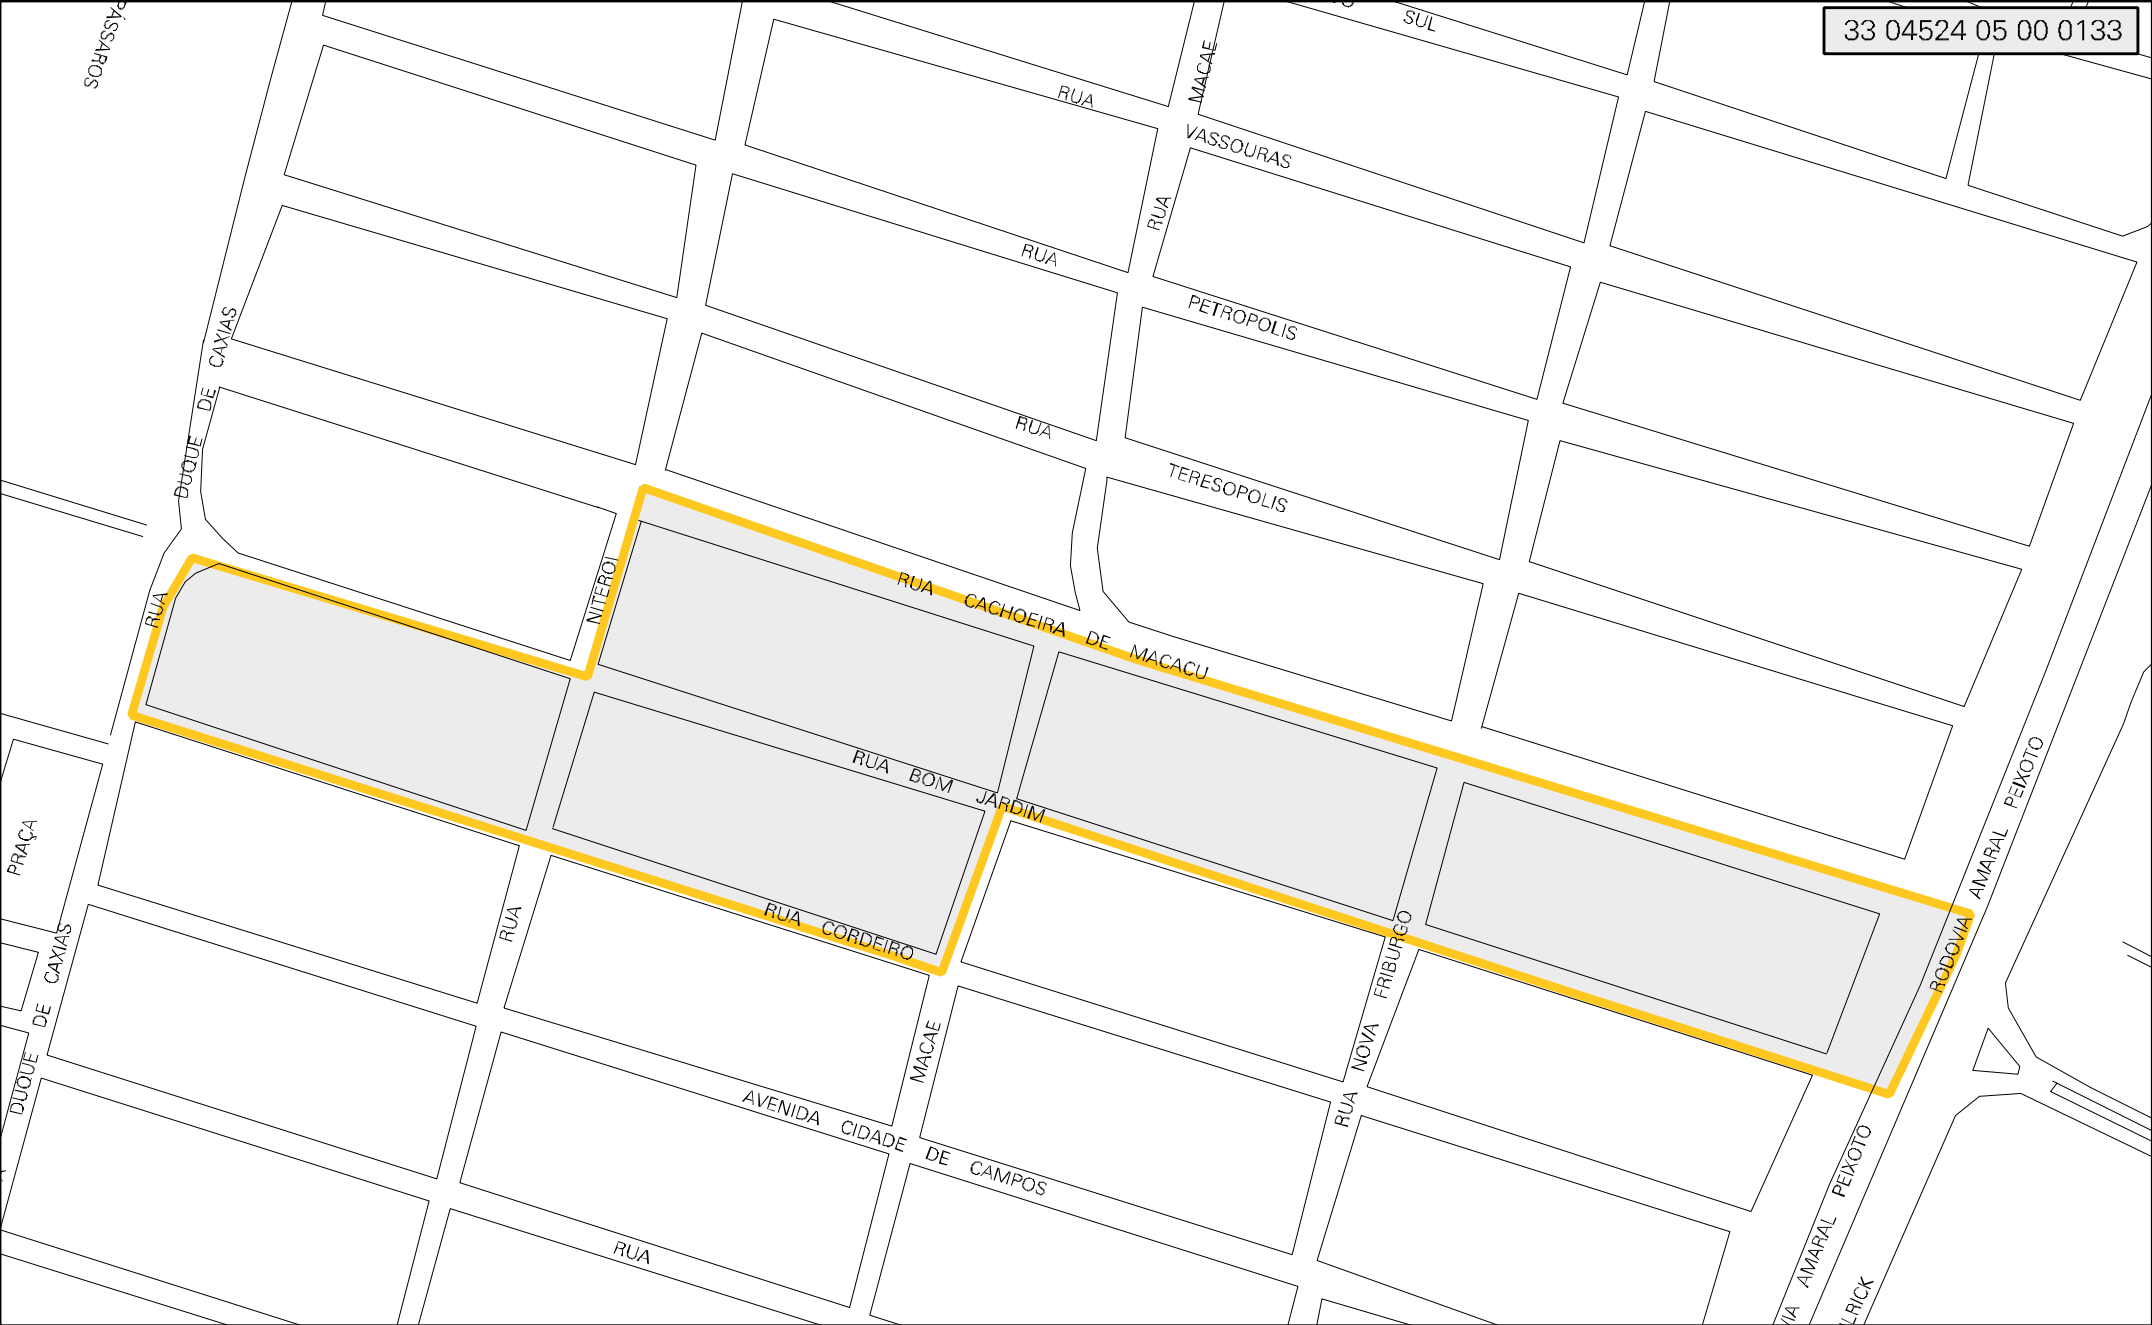 PÁSSAROS
SUL
33 04524 05 00 0133
RUA
MACAE
VASSOURAS
RUA
RUA
PETROPOLIS
DUQUE DE CAXIAS
RUA
TERESOPOLIS
RUA
NITEROI
RUA CACHOEIRA DE MACACU
RUA BOM JARDIM
RODOVIA AMARAL PEIXOTO
PRAÇA
RUA
RUA CORDEIRO
DUQUE DE CAXIAS
MACAE
RUA NOVA FRIBURGO
AVENIDA CIDADE DE CAMPOS
AMARAL PEIXOTO
RUA